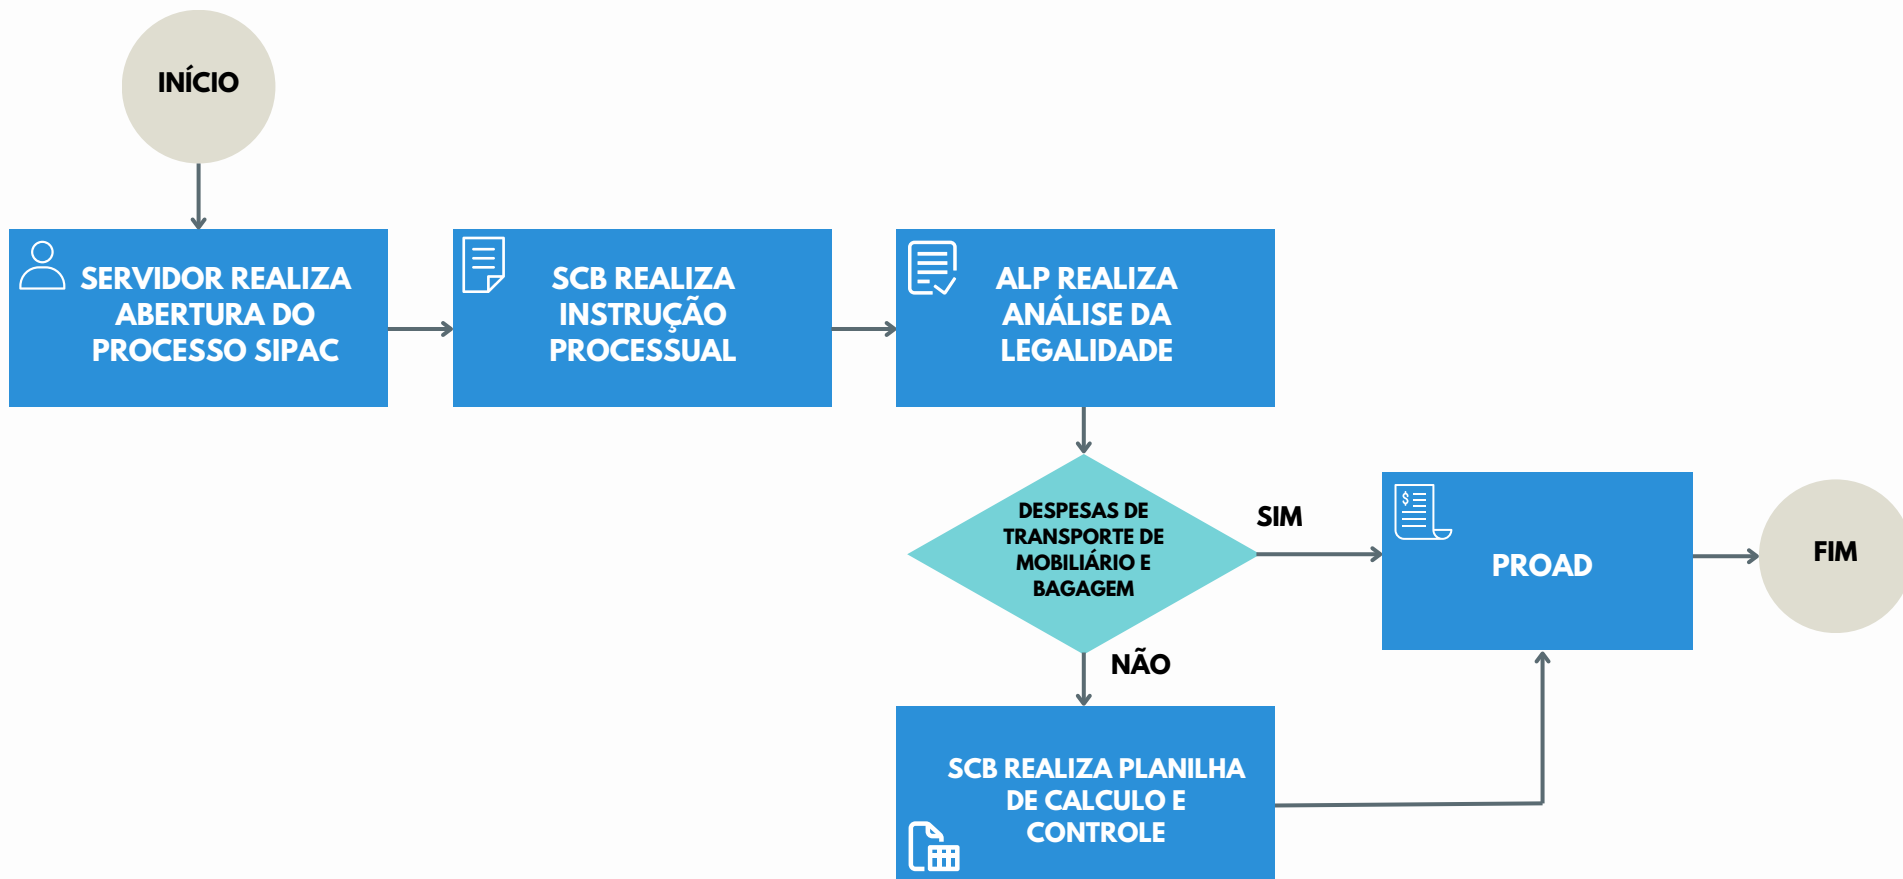 INÍCIO
SERVIDOR REALIZA
ABERTURA DO
PROCESSO SIPAC
SCB REALIZA
INSTRUÇÃO
PROCESSUAL
ALP REALIZA
ANÁLISE DA
LEGALIDADE
DESPESAS DE
TRANSPORTE DE
MOBILIÁRIO E
BAGAGEM
SIM
PROAD
FIM
NÃO
SCB REALIZA PLANILHA
DE CALCULO E
CONTROLE